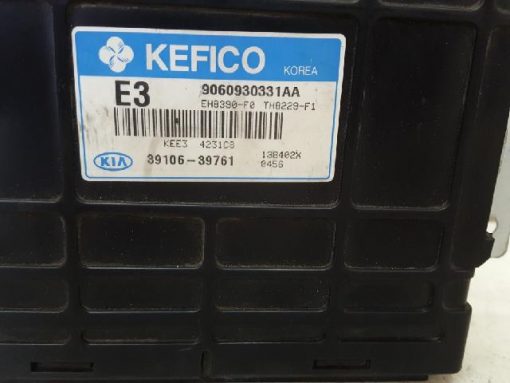 KEFICO
KOREA
E3
9060930331AA
EH8390-F0 TH8229-F1
KEE3 4231C8
KIA
39106-39761
13B402X
0456